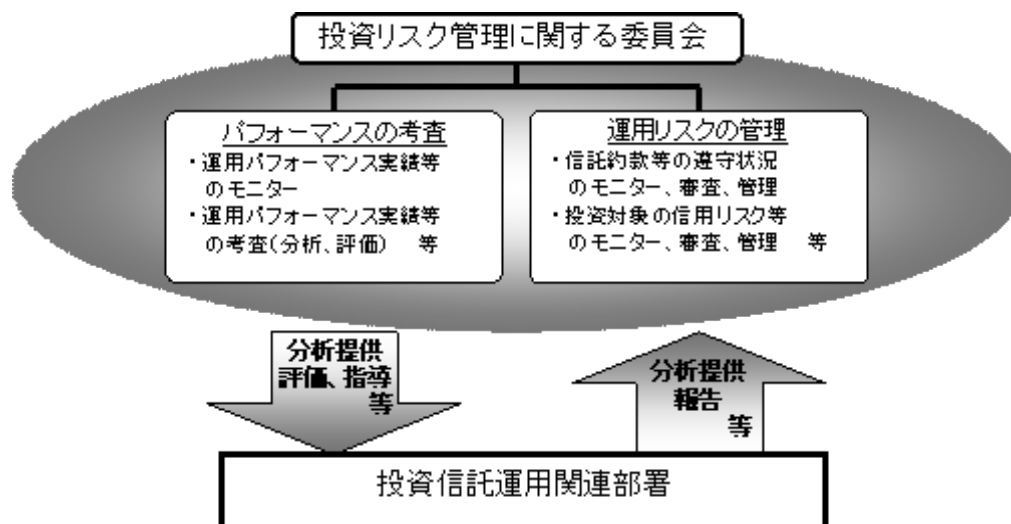 投資リスク管理に関する委員会
パフォーマンスの考査
・運用パフォーマンス実績等
のモニター
・運用パフォーマンス実績等
の考査(分析、評価) 等
運用リスクの管理
・信託約款等の遵守状況
のモニター、審査、管理
・投資対象の信用リスク等
のモニター、審査、管理 等
分析提供
評価、指導
等
分析提供
報告
等
投資信託運用関連部署